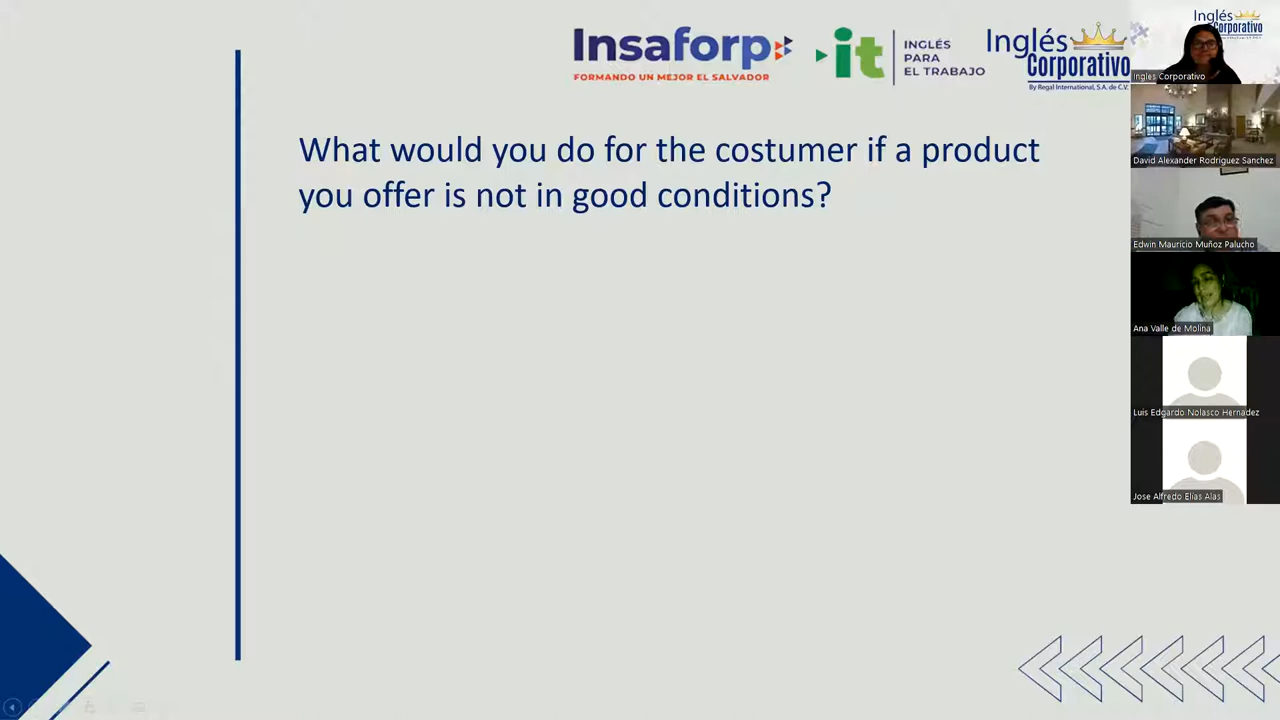 Insaforp
FORMANDO UN MEJOR EL SALVADOR
it
INGLÉS
PARA
EL TRABAJO
Inglés
Corporativo
By Regal International, S.A. de C.V.
Inglés
Corporativo
Ingles Corporativo
David Alexander Rodriguez Sanchez
Edwin Mauricio Muñoz Palucho
Ana Valle de Molina
Luis Edgardo Nolasco Hernadez
Jose Alfredo Elías Alas
What would you do for the costumer if a product
you offer is not in good conditions?